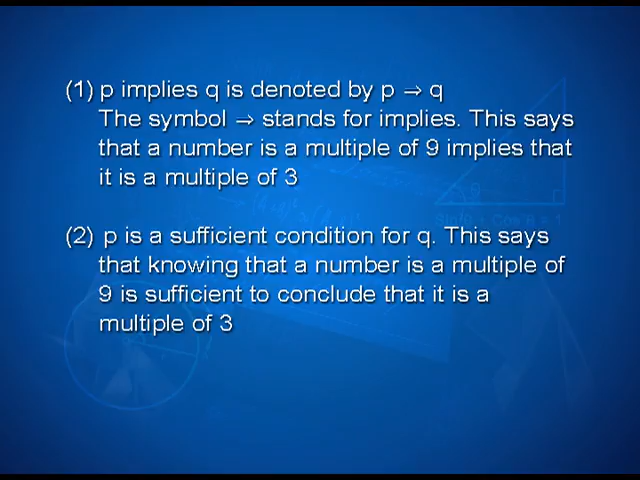 (1) p implies q is denoted by p ⇒ q
The symbol ⇒ stands for implies. This says
that a number is a multiple of 9 implies that
it is a multiple of 3
(2) p is a sufficient condition for q. This says
that knowing that a number is a multiple of
9 is sufficient to conclude that it is a
multiple of 3